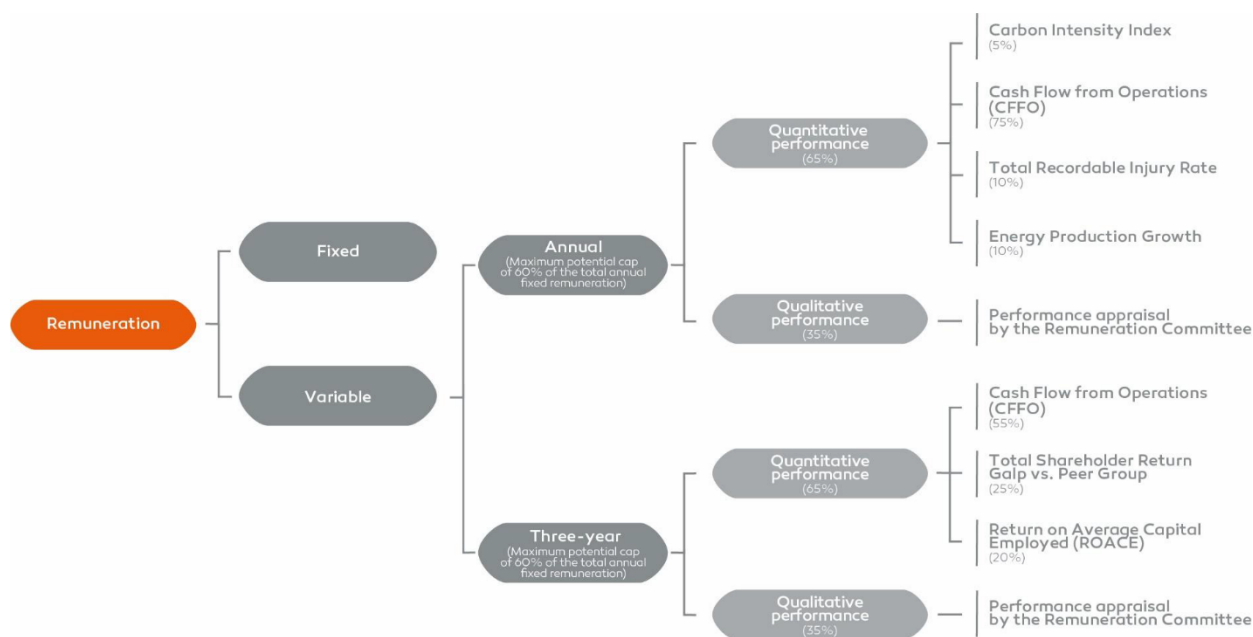 Remuneration
Fixed
Variable
Annual
(Maximum potential cap
of 60% of the total annual
fixed remuneration)
Quantitative
performance
(65%)
Carbon Intensity Index
(5%)
Cash Flow from Operations
(CFFO)
(75%)
Total Recordable Injury Rate
(10%)
Energy Production Growth
(10%)
Qualitative
performance
(35%)
Performance appraisal
by the Remuneration Committee
Three-year
(Maximum potential cap
of 60% of the total annual
fixed remuneration)
Quantitative
performance
(65%)
Cash Flow from Operations
(CFFO)
(55%)
Total Shareholder Return
Galp vs. Peer Group
(25%)
Return on Average Capital
Employed (ROACE)
(20%)
Qualitative
performance
(35%)
Performance appraisal
by the Remuneration Committee